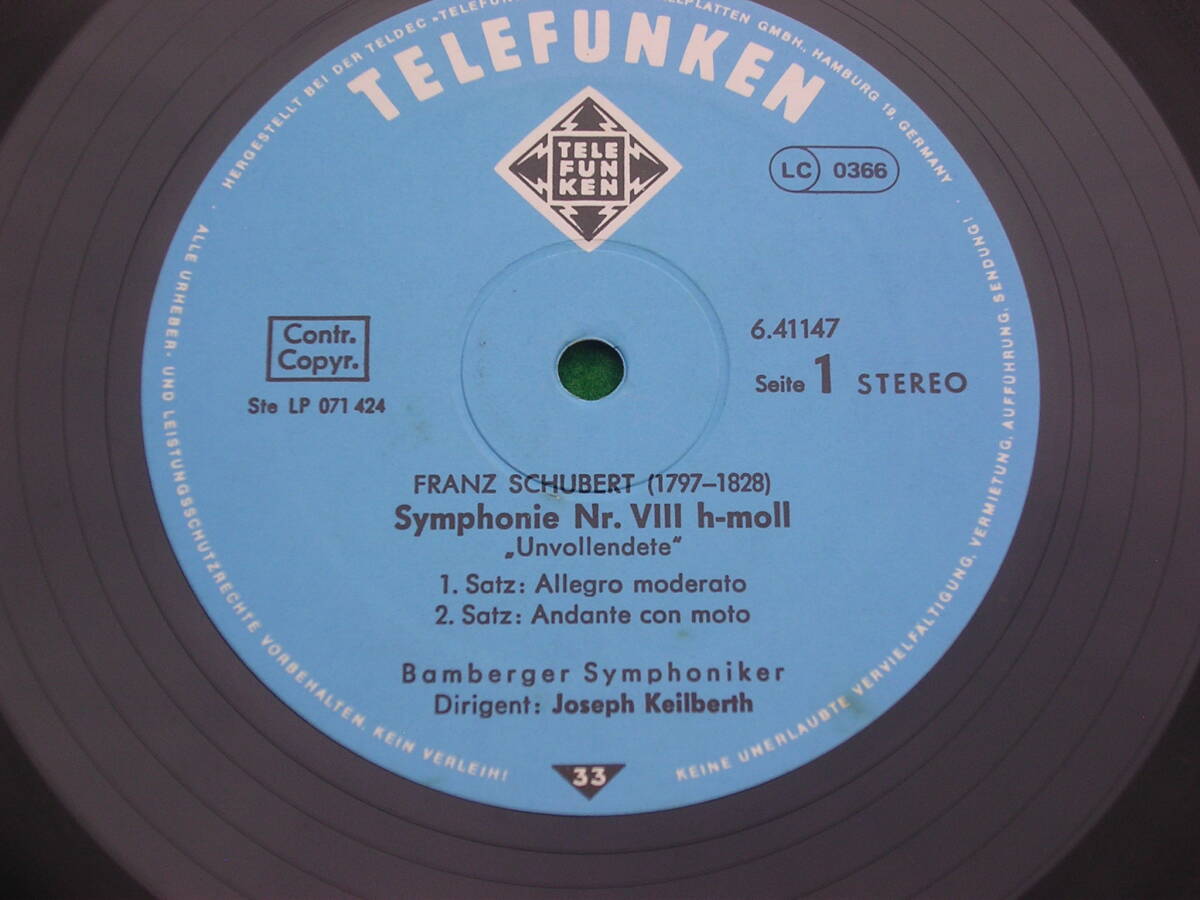 HERGESTELLT BEI DER TELDEC »TELEFUNKEN PLATTEN GMBH., HAMBURG 19, GERMANY
TELEFUNKEN
TELE
FUN
KEN
LC 0366
Contr.
Copyr.
Ste LP 071 424
6.41147
Seite 1 STEREO
FRANZ SCHUBERT (1797–1828)
Symphonie Nr. VIII h-moll
„Unvollendete“
1. Satz: Allegro moderato
2. Satz: Andante con moto
Bamberger Symphoniker
Dirigent: Joseph Keilberth
33
· ALLE URHEBER- UND LEISTUNGSSCHUTZRECHTE VORBEHALTEN. KEIN VERLEIH!
KEINE UNERLAUBTE VERVIELFÄLTIGUNG, VERMIETUNG, AUFFÜHRUNG, SENDUNG! ·